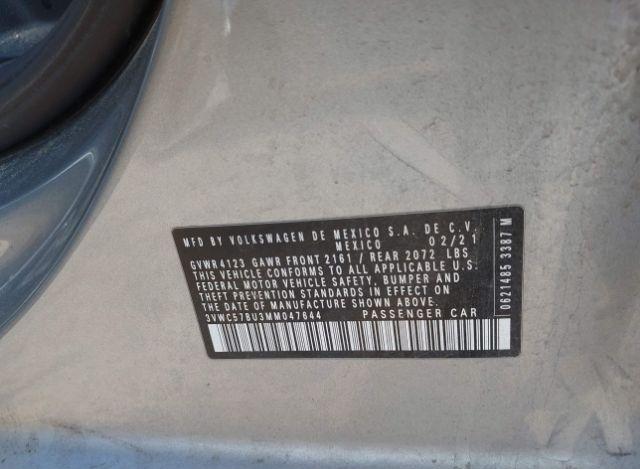 MFD BY VOLKSWAGEN DE MEXICO S.A. DE C.V.
MEXICO 02/21
GVWR 4123 GAWR FRONT 2161 / REAR 2072 LBS
THIS VEHICLE CONFORMS TO ALL APPLICABLE U.S.
FEDERAL MOTOR VEHICLE SAFETY, BUMPER AND
THEFT PREVENTION STANDARDS IN EFFECT ON
THE DATE OF MANUFACTURE SHOWN ABOVE.
3VWC57BU3MM047644 PASSENGER CAR
0621485 3387 M